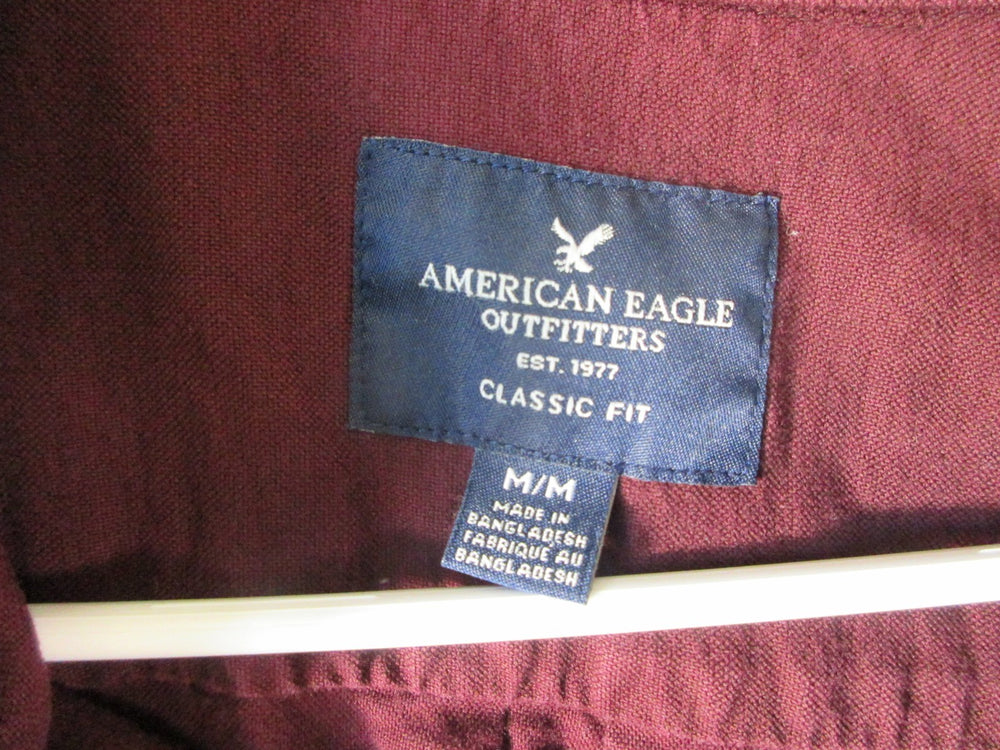 AMERICAN EAGLE
OUTFITTERS
EST. 1977
CLASSIC FIT
M/M
MADE IN
BANGLADESH
FABRIQUE AU
BANGLADESH